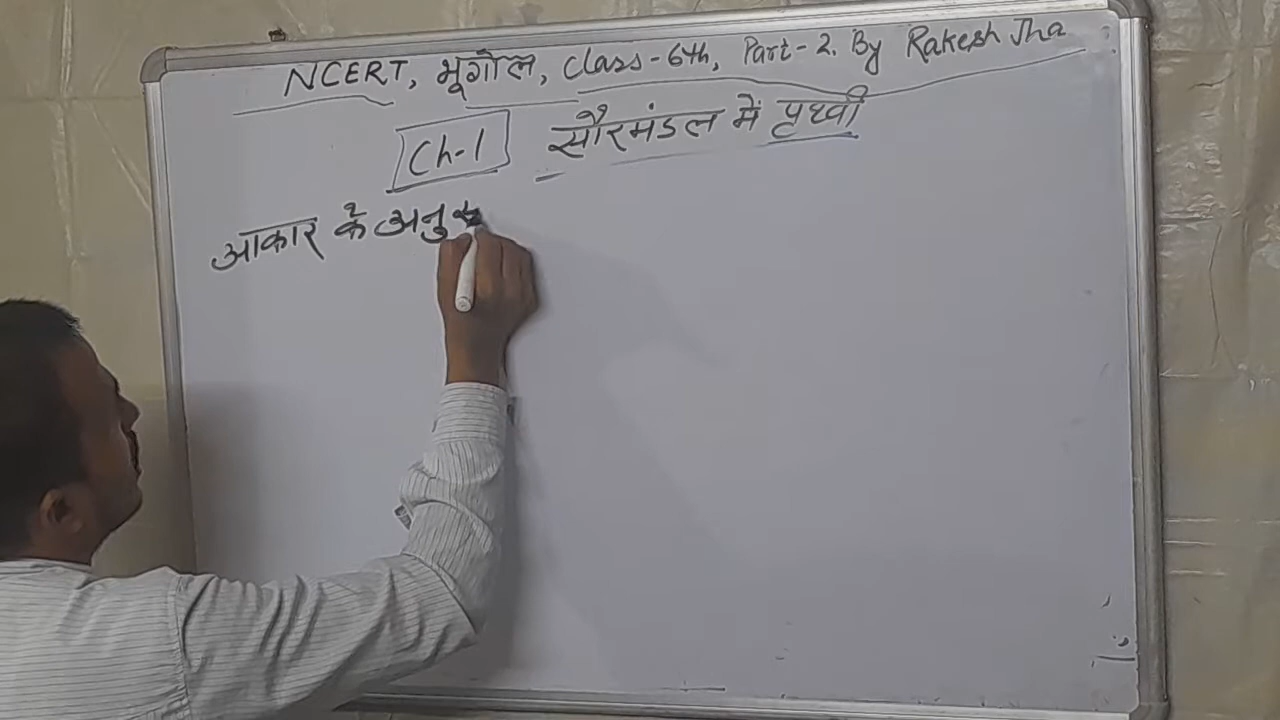 NCERT, भूगोल, Class-6th, Part-2. By Rakesh Jha
Ch-1 सौरमंडल में पृथ्वी
आकार के